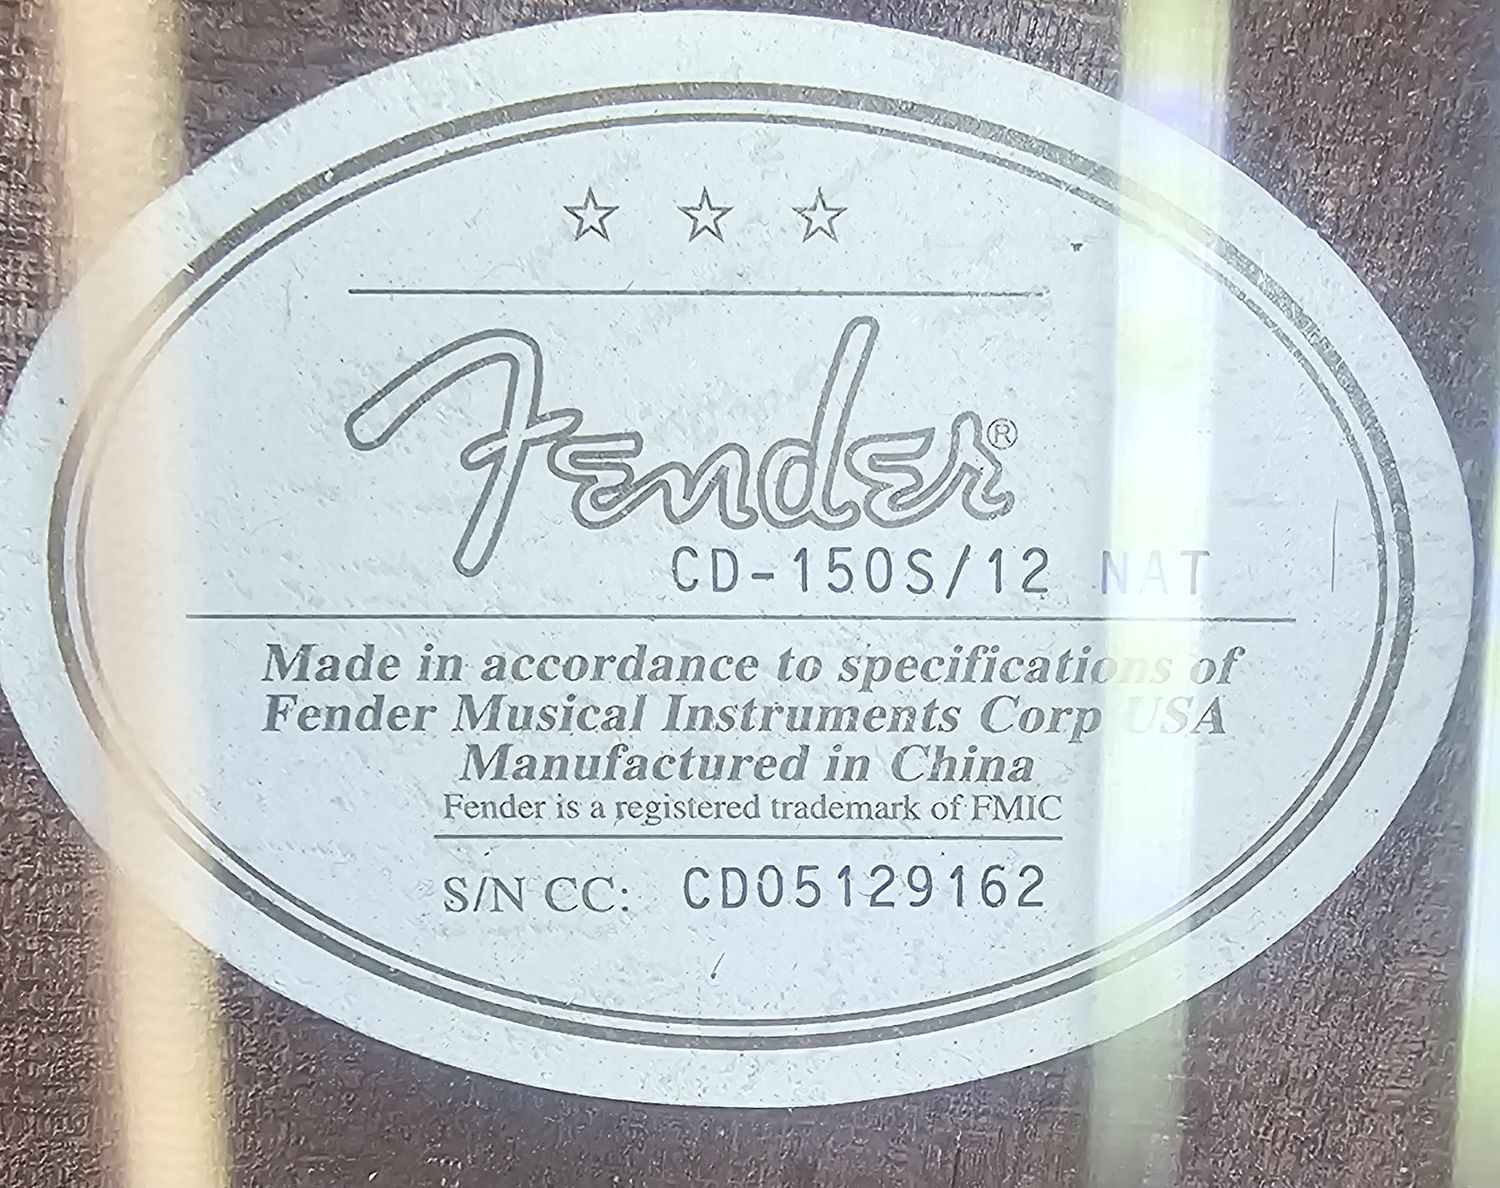 Fender®
CD-150S/12 NAT
Made in accordance to specifications of
Fender Musical Instruments Corp USA
Manufactured in China
Fender is a registered trademark of FMIC
S/N CC: CD05129162